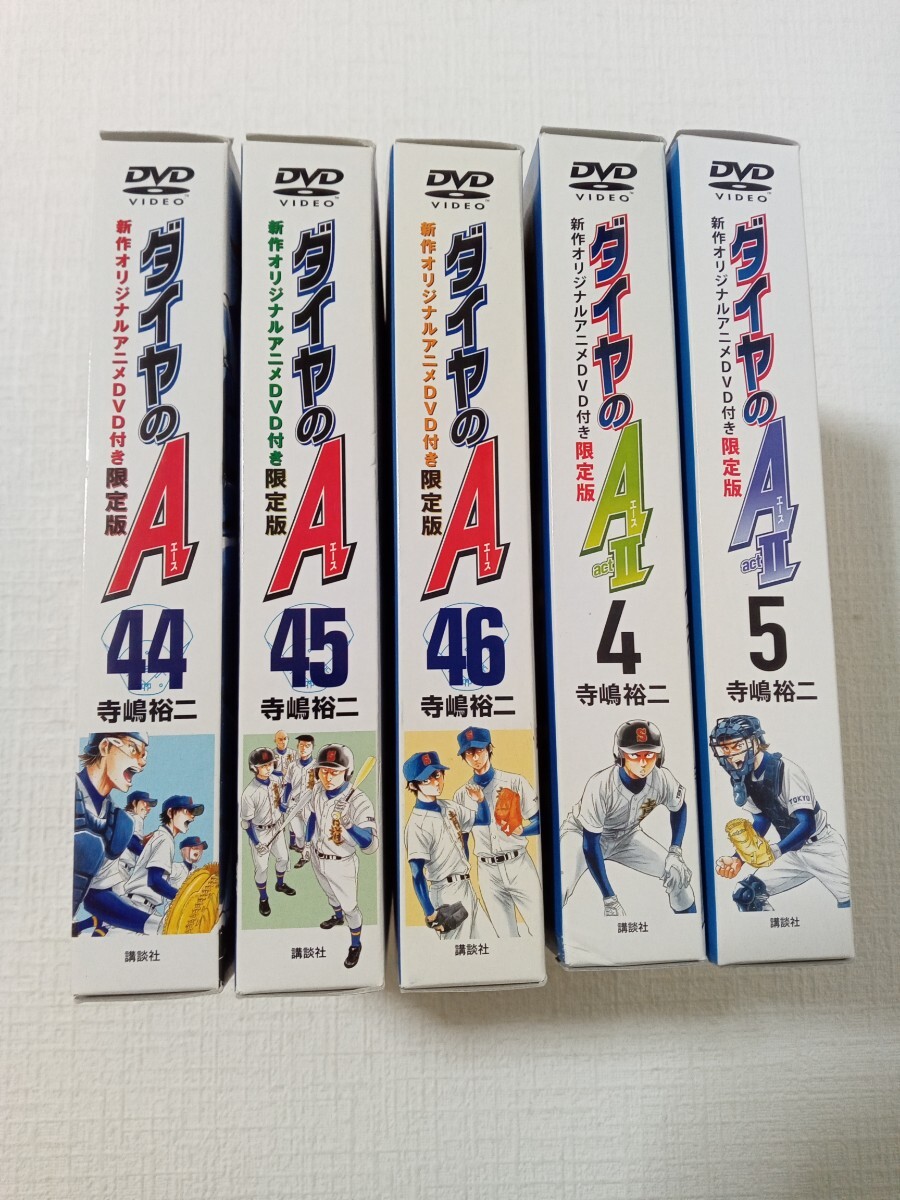 DVD
VIDEO™
ダイヤのA
エース
新作オリジナルアニメDVD付き限定版
44
寺嶋裕二
講談社
DVD
VIDEO™
ダイヤのA
エース
新作オリジナルアニメDVD付き限定版
45
寺嶋裕二
S
講談社
DVD
VIDEO™
ダイヤのA
エース
新作オリジナルアニメDVD付き限定版
46
寺嶋裕二
S
S
講談社
DVD
VIDEO™
ダイヤのA
エース
act II
新作オリジナルアニメDVD付き限定版
4
寺嶋裕二
S
講談社
DVD
VIDEO™
ダイヤのA
エース
act II
新作オリジナルアニメDVD付き限定版
5
寺嶋裕二
TOKYO
講談社